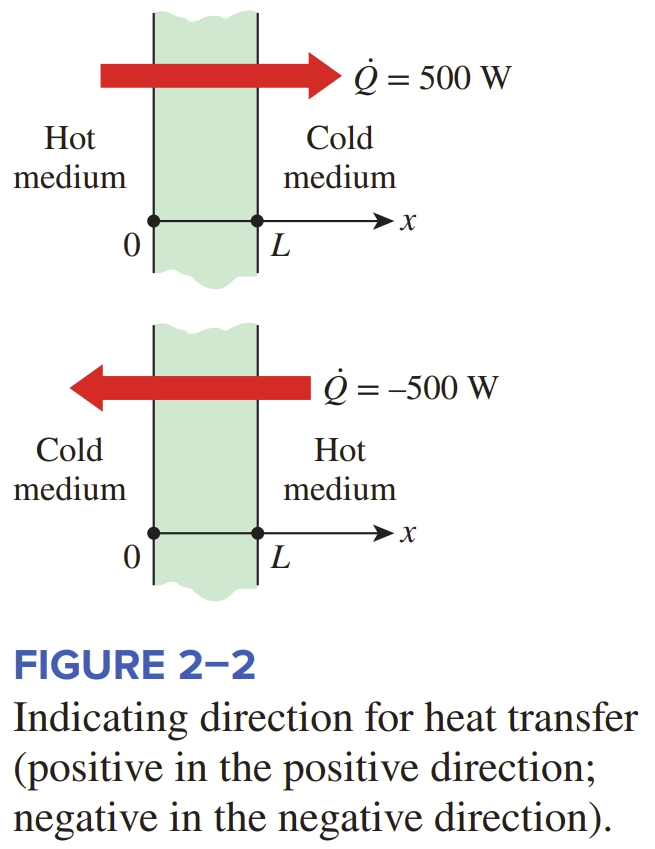 Q̇ = 500 W
Hot
medium
Cold
medium
x
0
L
Q̇ = –500 W
Cold
medium
Hot
medium
x
0
L
FIGURE 2–2
Indicating direction for heat transfer
(positive in the positive direction;
negative in the negative direction).